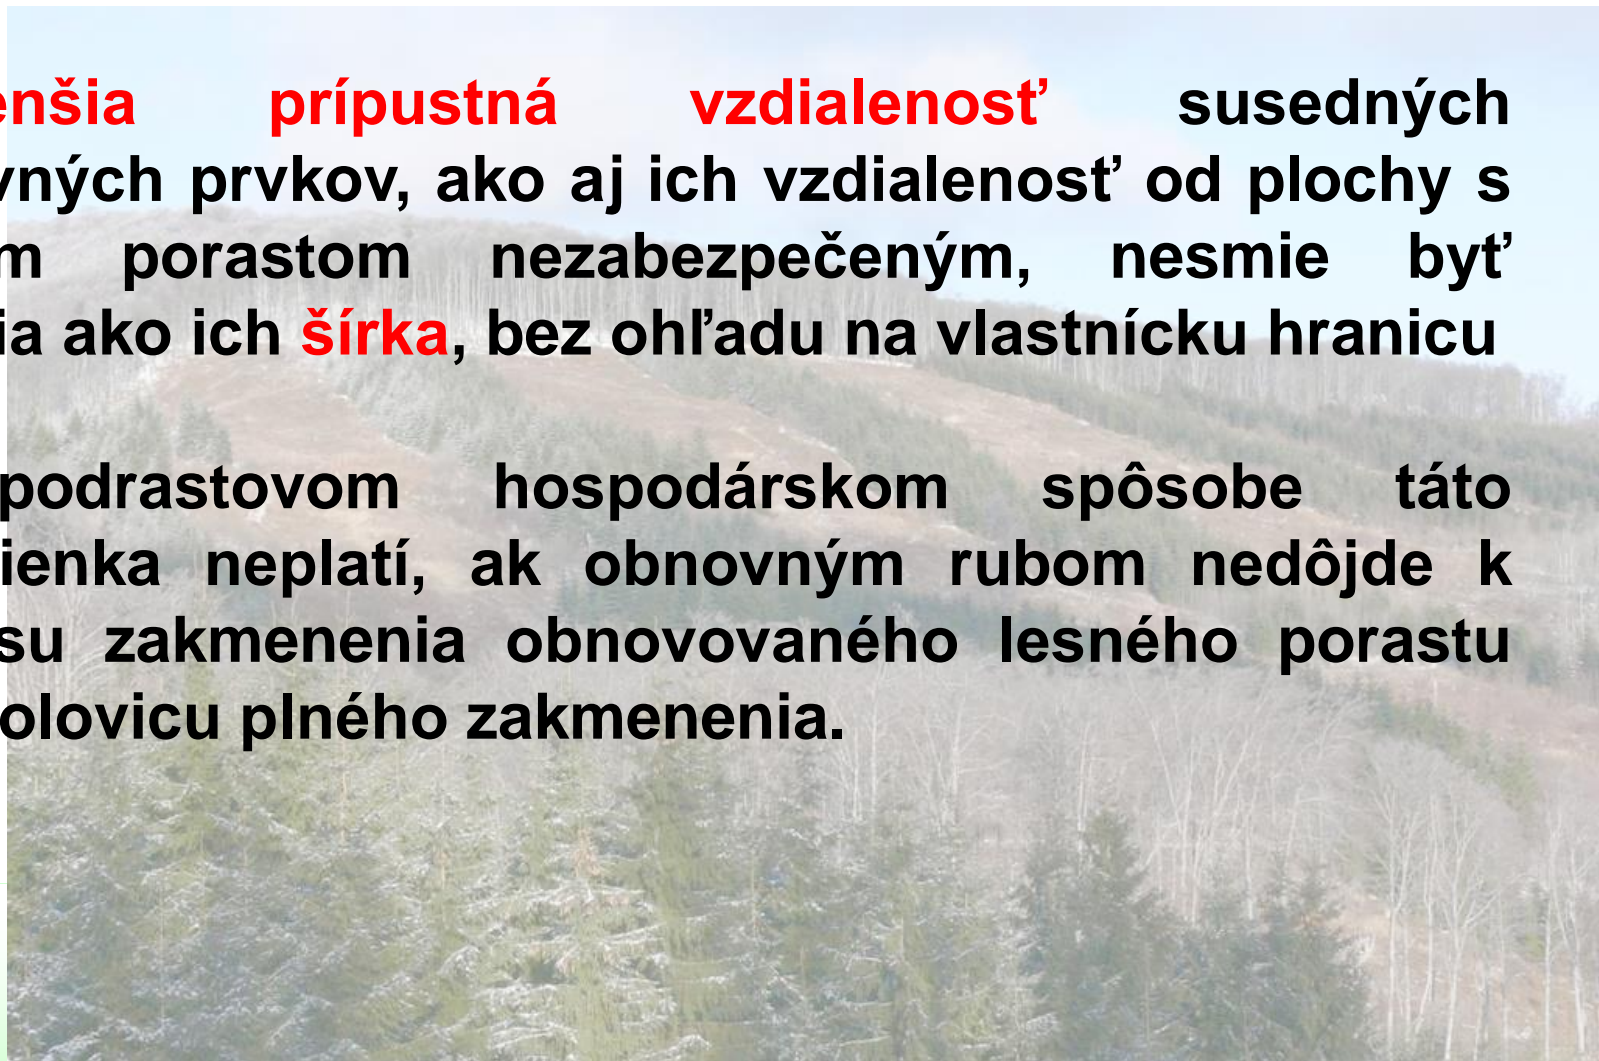 enšia prípustná vzdialenosť susedných
vných prvkov, ako aj ich vzdialenosť od plochy s
m porastom nezabezpečeným, nesmie byť
ia ako ich šírka, bez ohľadu na vlastnícku hranicu
podrastovom hospodárskom spôsobe táto
ienka neplatí, ak obnovným rubom nedôjde k
su zakmenenia obnovovaného lesného porastu
olovicu plného zakmenenia.